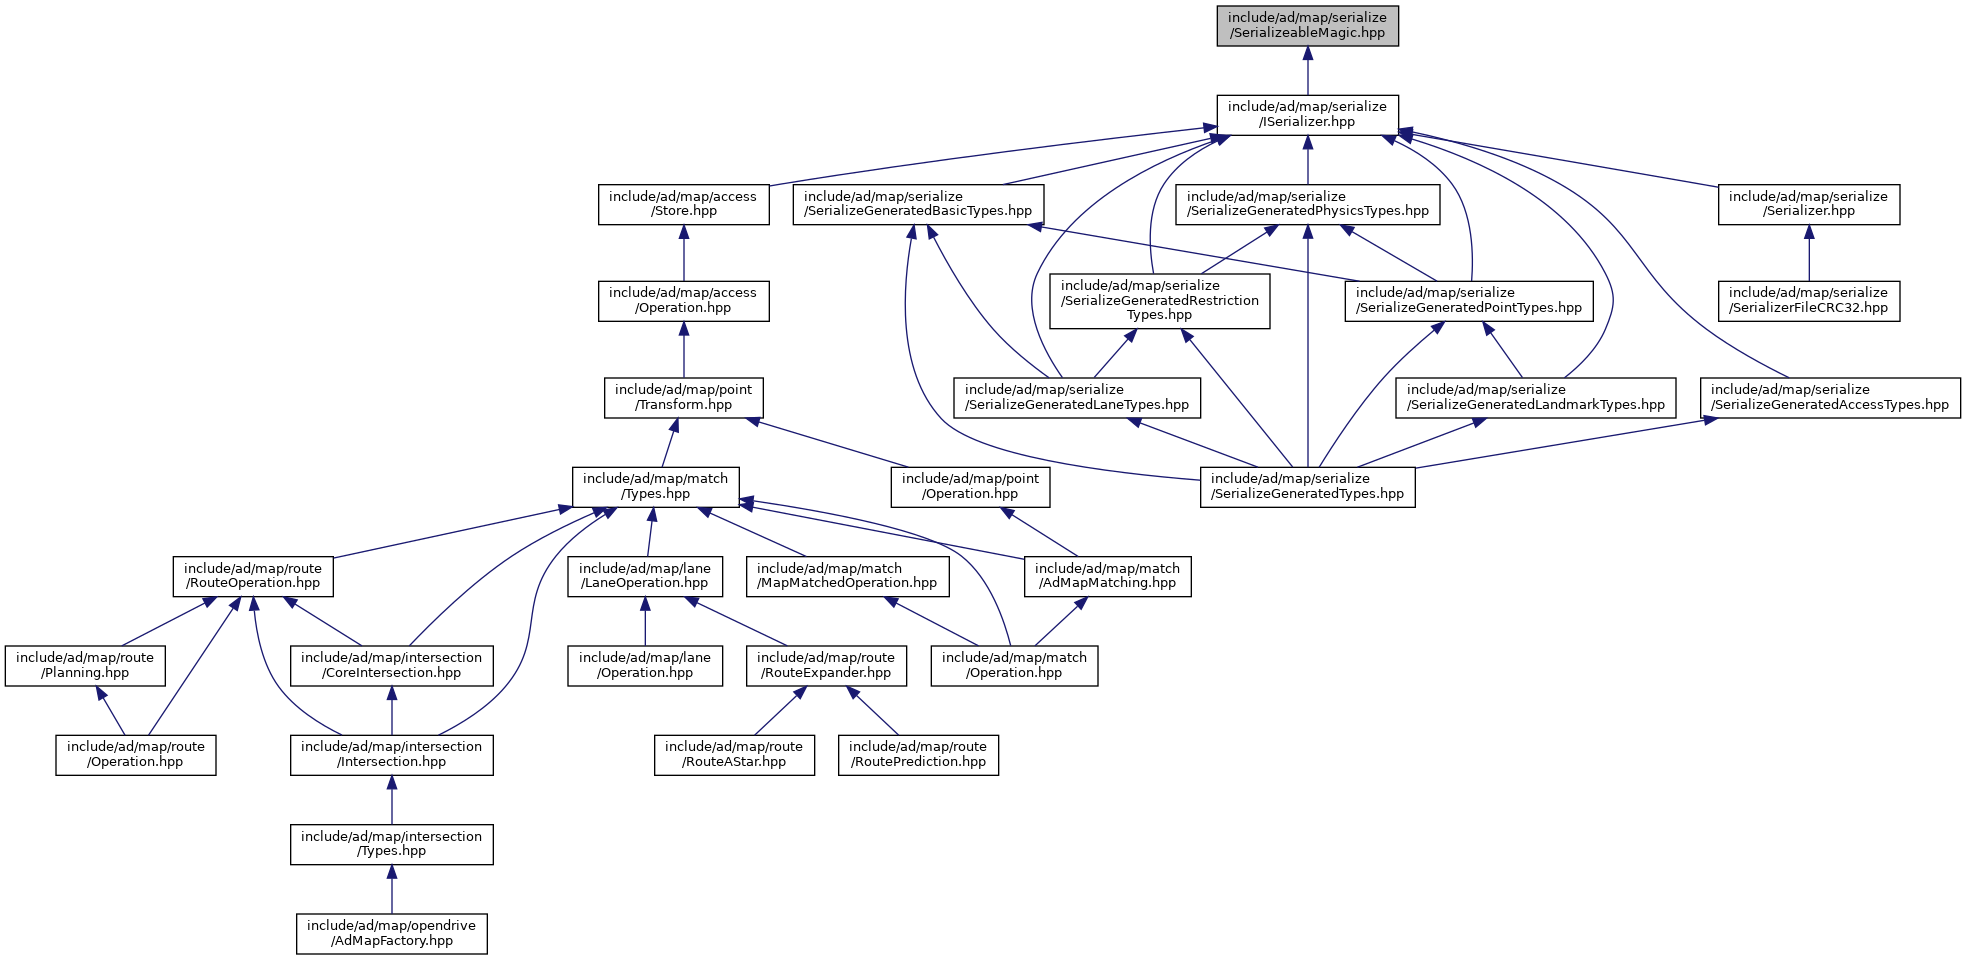 include/ad/map/serialize
/SerializeableMagic.hpp
include/ad/map/serialize
/ISerializer.hpp
include/ad/map/access
/Store.hpp
include/ad/map/serialize
/SerializeGeneratedBasicTypes.hpp
include/ad/map/serialize
/SerializeGeneratedPhysicsTypes.hpp
include/ad/map/serialize
/Serializer.hpp
include/ad/map/access
/Operation.hpp
include/ad/map/serialize
/SerializeGeneratedRestriction
Types.hpp
include/ad/map/serialize
/SerializeGeneratedPointTypes.hpp
include/ad/map/serialize
/SerializerFileCRC32.hpp
include/ad/map/point
/Transform.hpp
include/ad/map/serialize
/SerializeGeneratedLaneTypes.hpp
include/ad/map/serialize
/SerializeGeneratedLandmarkTypes.hpp
include/ad/map/serialize
/SerializeGeneratedAccessTypes.hpp
include/ad/map/match
/Types.hpp
include/ad/map/point
/Operation.hpp
include/ad/map/serialize
/SerializeGeneratedTypes.hpp
include/ad/map/route
/RouteOperation.hpp
include/ad/map/lane
/LaneOperation.hpp
include/ad/map/match
/MapMatchedOperation.hpp
include/ad/map/match
/AdMapMatching.hpp
include/ad/map/route
/Planning.hpp
include/ad/map/intersection
/CoreIntersection.hpp
include/ad/map/lane
/Operation.hpp
include/ad/map/route
/RouteExpander.hpp
include/ad/map/match
/Operation.hpp
include/ad/map/route
/Operation.hpp
include/ad/map/intersection
/Intersection.hpp
include/ad/map/route
/RouteAStar.hpp
include/ad/map/route
/RoutePrediction.hpp
include/ad/map/intersection
/Types.hpp
include/ad/map/opendrive
/AdMapFactory.hpp